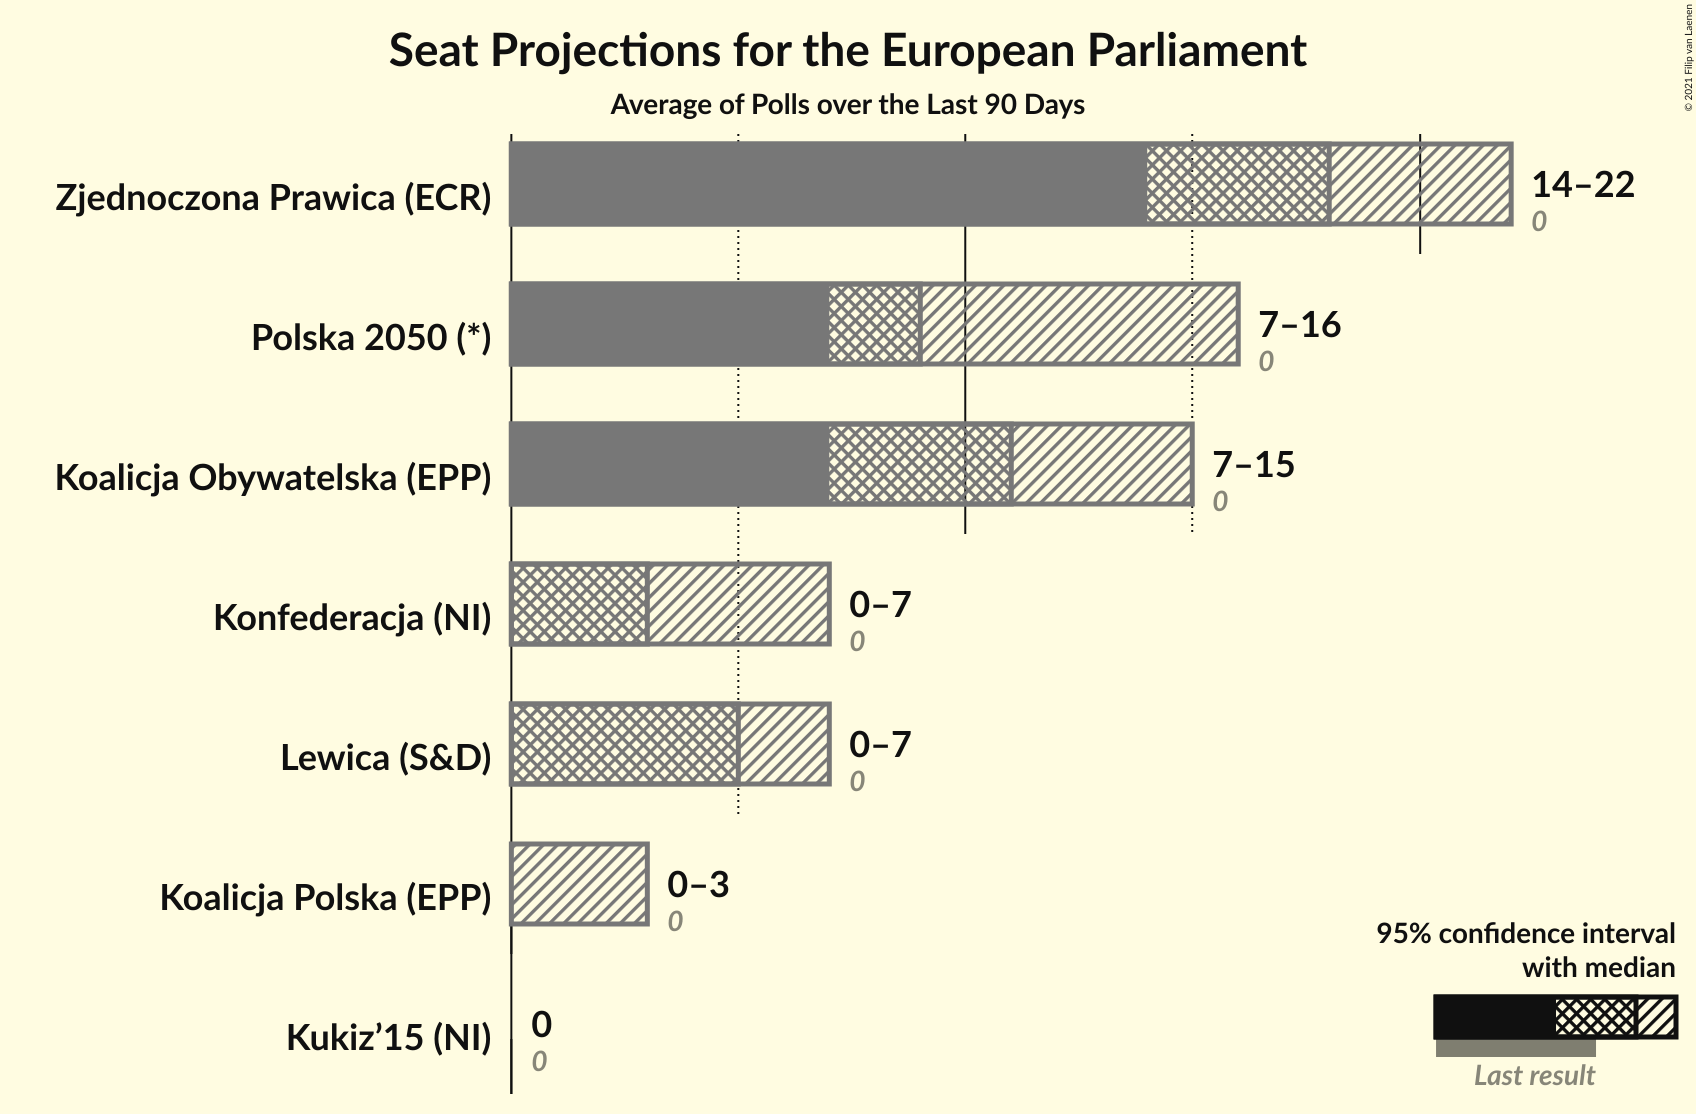 Seat Projections for the European Parliament
Average of Polls over the Last 90 Days
© 2021 Filip van Laenen
Zjednoczona Prawica (ECR)
14–22
0
Polska 2050 (*)
7–16
0
Koalicja Obywatelska (EPP)
7–15
0
Konfederacja (NI)
0–7
0
Lewica (S&D)
0–7
0
Koalicja Polska (EPP)
0–3
0
Kukiz’15 (NI)
0
0
95% confidence interval
with median
Last result